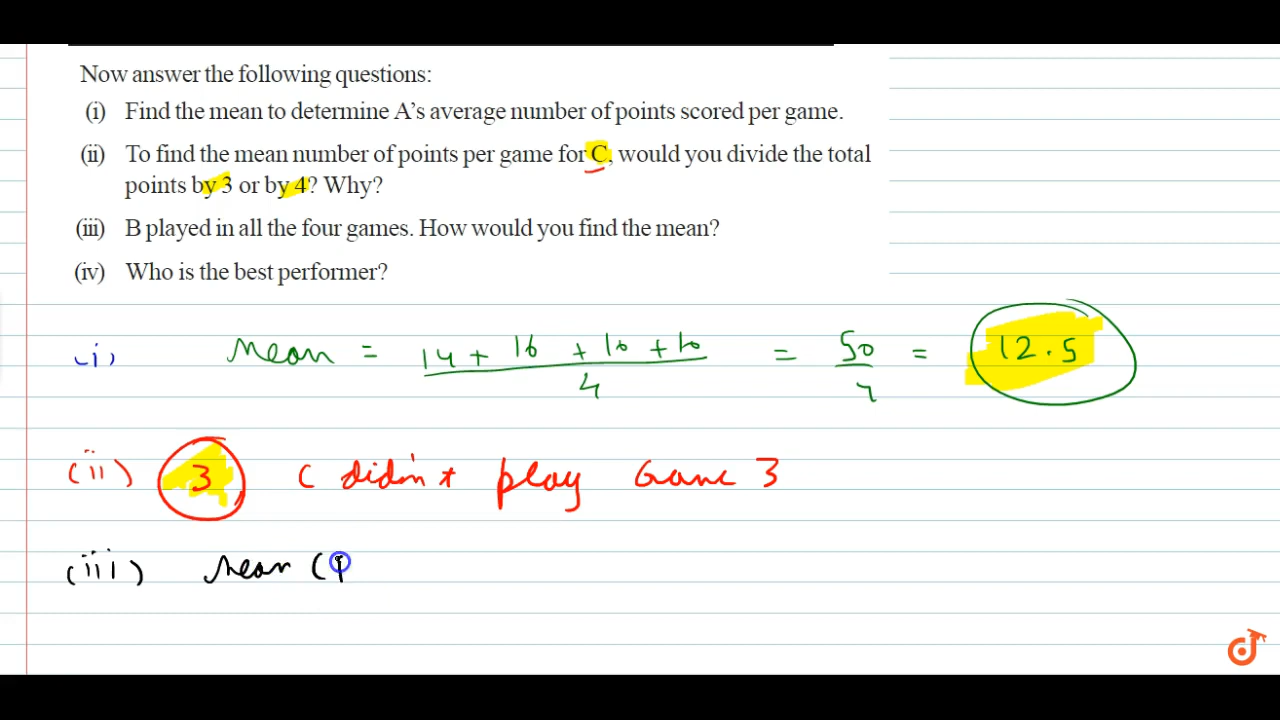 Now answer the following questions:
(i) Find the mean to determine A's average number of points scored per game.
(ii) To find the mean number of points per game for C, would you divide the total
points by 3 or by 4? Why?
(iii) B played in all the four games. How would you find the mean?
(iv) Who is the best performer?
(i) Mean = 14 + 16 + 10 + 10 / 4 = 50 / 4 = 12.5
(ii) 3 C didn't play Game 3
(iii) Mean (